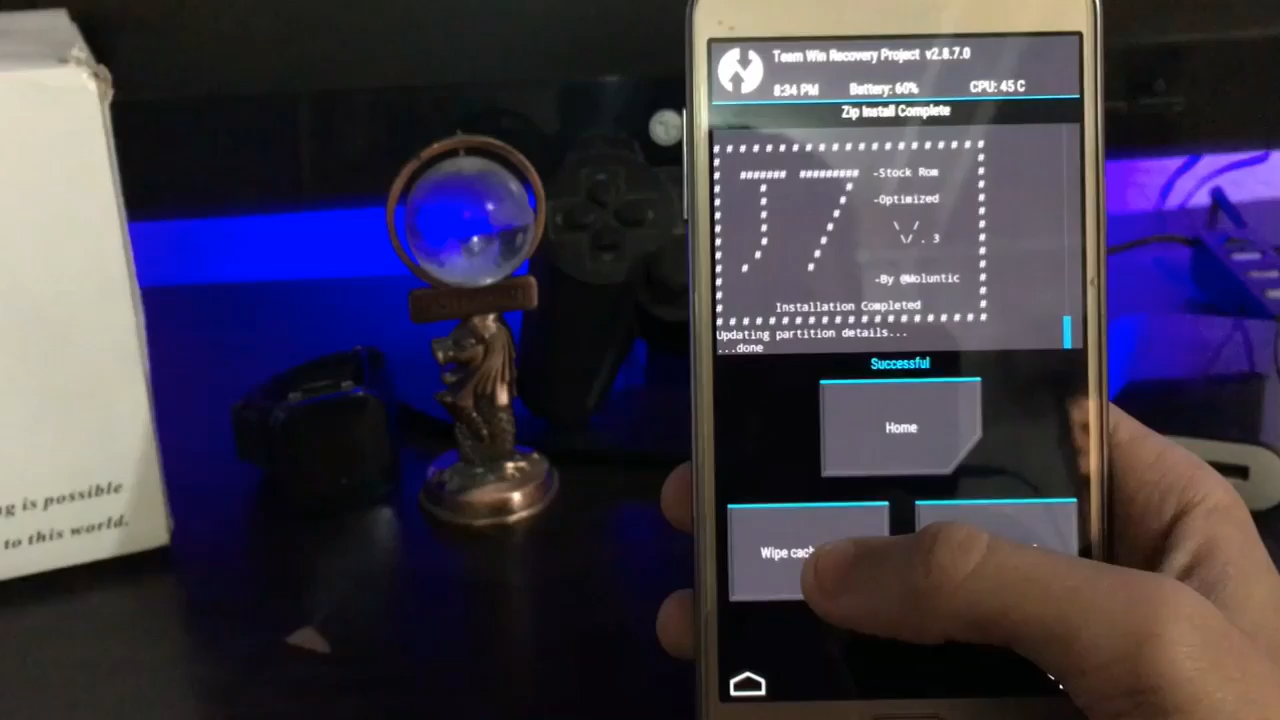 g is possible
to this world.
Team Win Recovery Project v2.8.7.0
8:34 PM Battery: 60% CPU: 45 C
Zip Install Complete
-Stock Rom
-Optimized
\/ . 3
-By @Moluntic
Installation Completed
Updating partition details...
...done
Successful
Home
Wipe cach